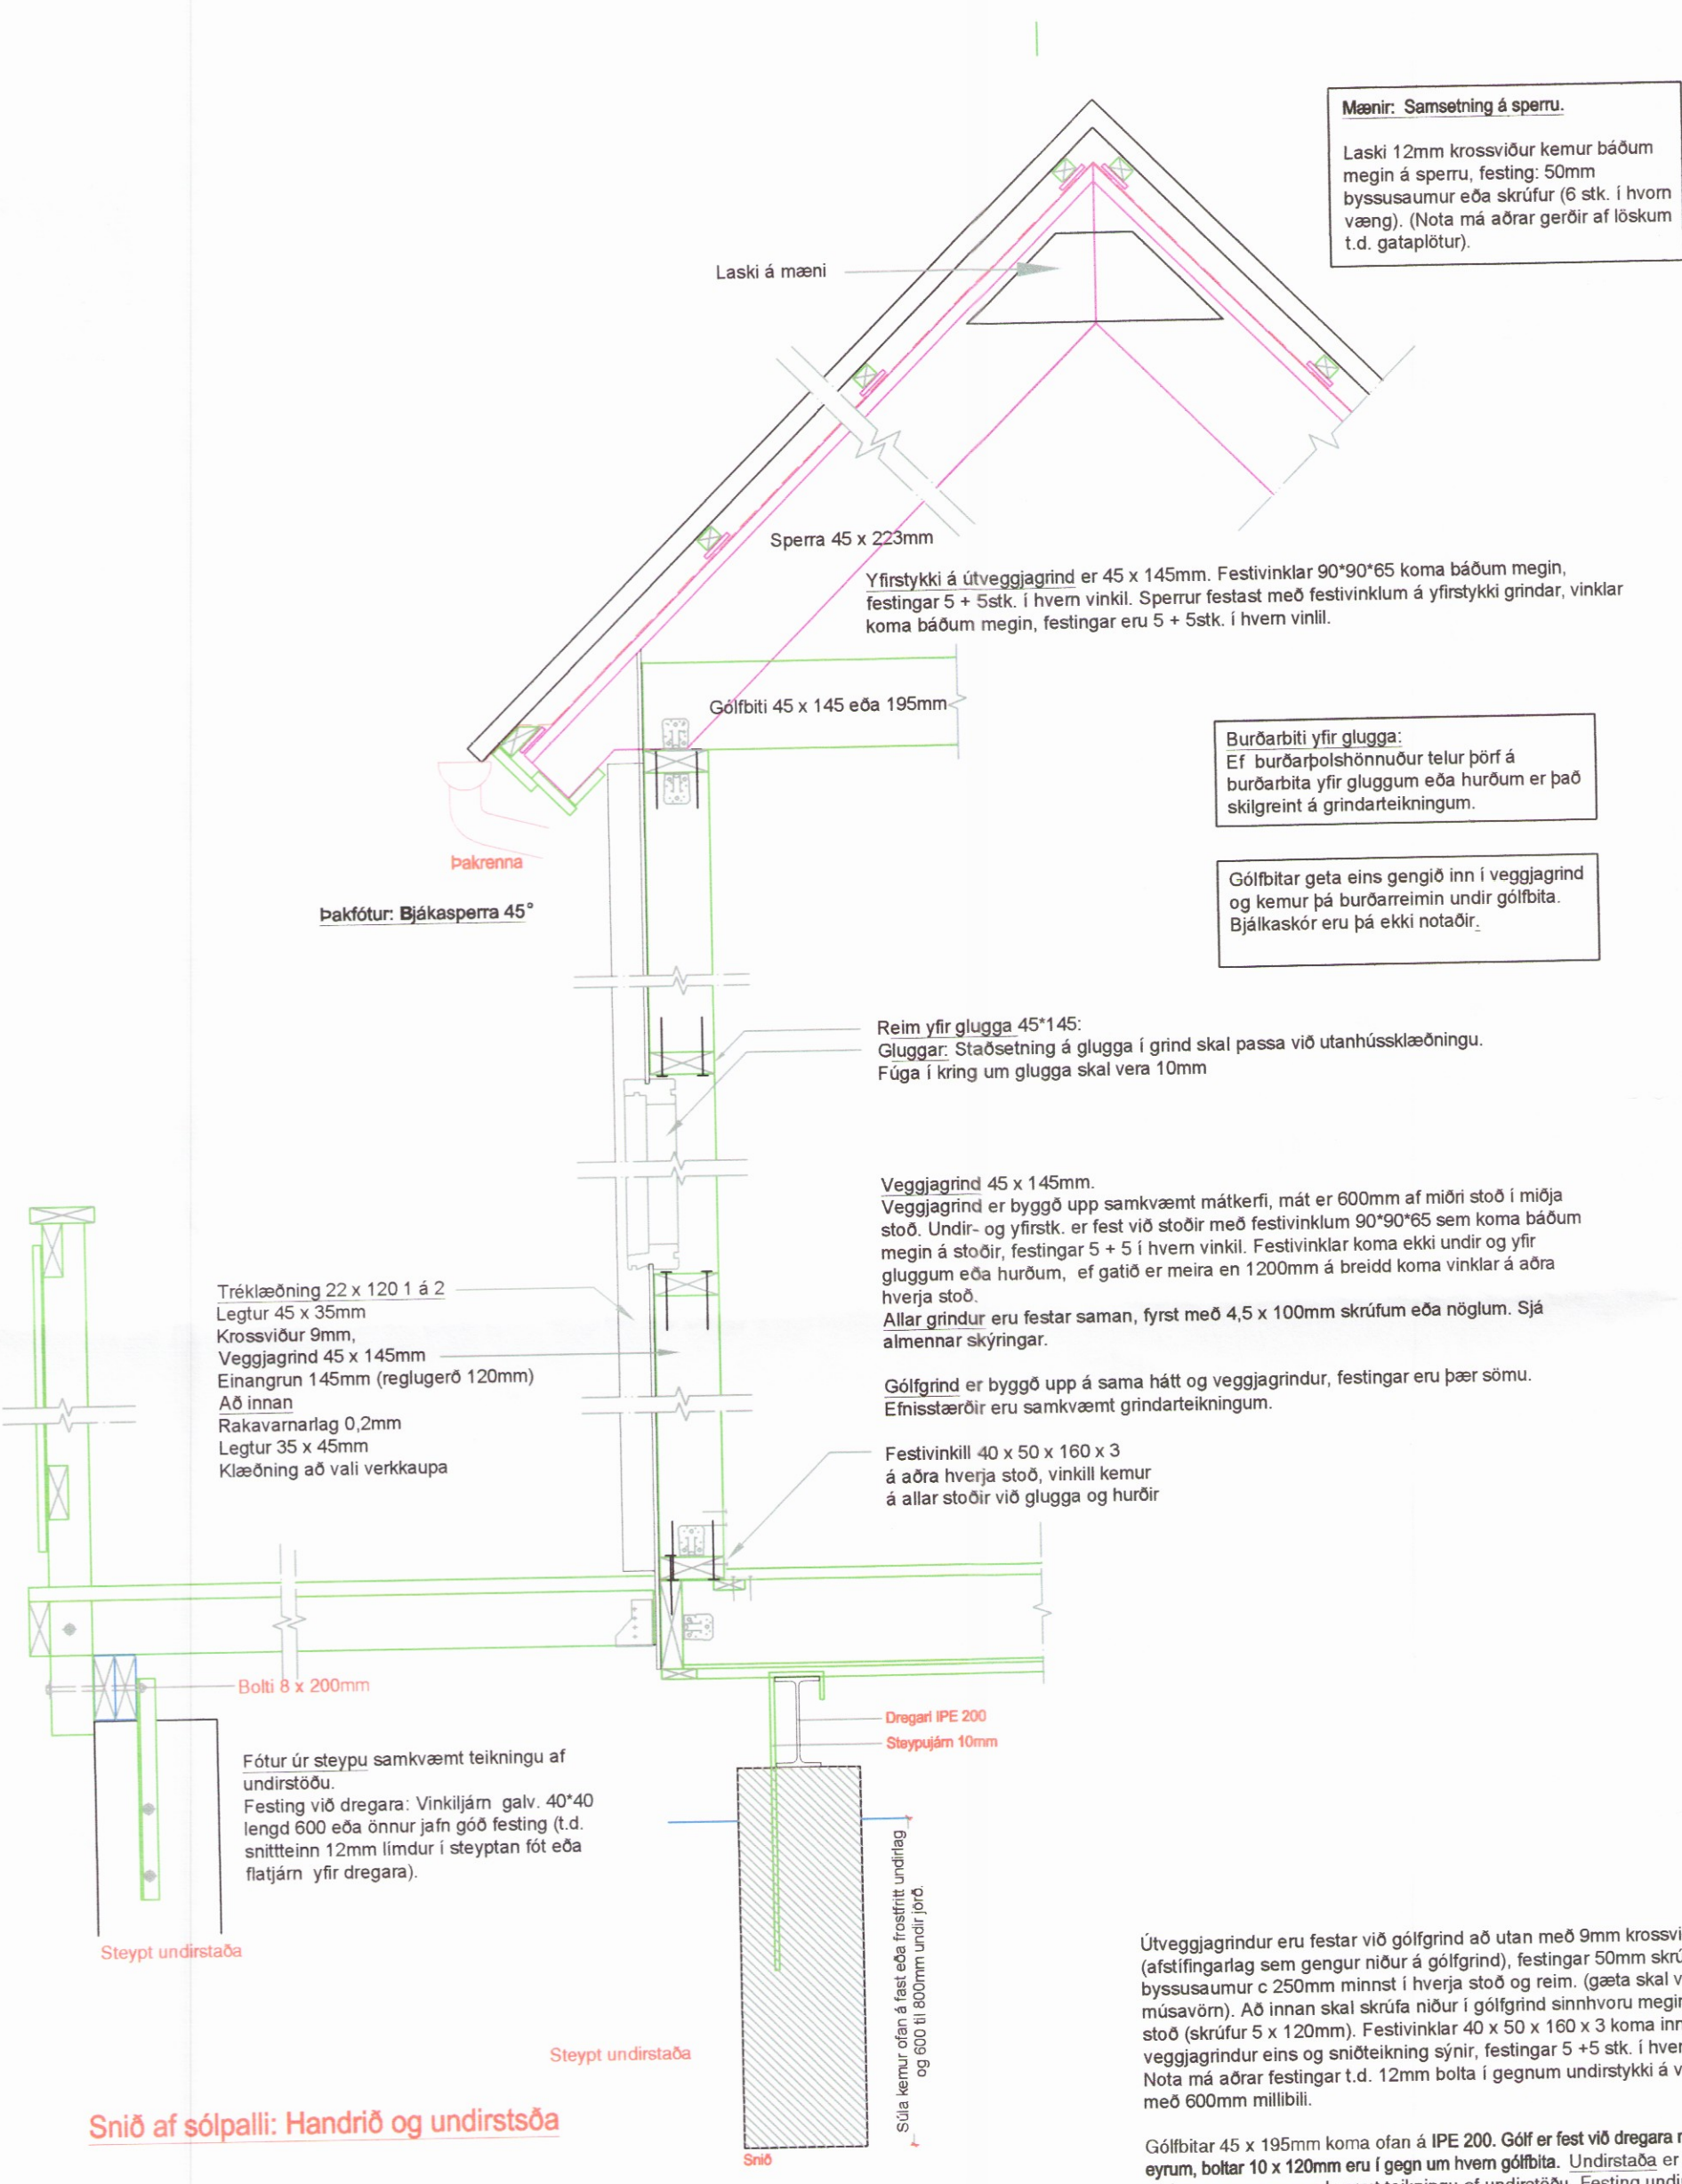 Mænir: Samsetning á sperru.
Laski 12mm krossviður kemur báðum
megin á sperru, festing: 50mm
byssusaumur eða skrúfur (6 stk. í hvorn
væng). (Nota má aðrar gerðir af löskum
t.d. gataplötur).
Laski á mæni
Sperra 45 x 223mm
Yfirstykki á útveggjagrind er 45 x 145mm. Festivinklar 90*90*65 koma báðum megin,
festingar 5 + 5stk. í hvern vinkil. Sperrur festast með festivinklum á yfirstykki grindar, vinklar
koma báðum megin, festingar eru 5 + 5stk. í hvern vinlil.
Gólfbiti 45 x 145 eða 195mm
Burðarbiti yfir glugga:
Ef burðarþolshönnuður telur þörf á
burðarbita yfir gluggum eða hurðum er það
skilgreint á grindarteikningum.
Þakrenna
Þakfótur: Bjákasperra 45°
Gólfbitar geta eins gengið inn í veggjagrind
og kemur þá burðarreimin undir gólfbita.
Bjálkaskór eru þá ekki notaðir.
Reim yfir glugga 45*145:
Gluggar: Staðsetning á glugga í grind skal passa við utanhússklæðningu.
Fúga í kring um glugga skal vera 10mm
Veggjagrind 45 x 145mm.
Veggjagrind er byggð upp samkvæmt mátkerfi, mát er 600mm af miðri stoð í miðja
stoð. Undir- og yfirstk. er fest við stoðir með festivinklum 90*90*65 sem koma báðum
megin á stoðir, festingar 5 + 5 í hvern vinkil. Festivinklar koma ekki undir og yfir
gluggum eða hurðum, ef gatið er meira en 1200mm á breidd koma vinklar á aðra
hverja stoð.
Allar grindur eru festar saman, fyrst með 4,5 x 100mm skrúfum eða nöglum. Sjá
almennar skýringar.
Gólfgrind er byggð upp á sama hátt og veggjagrindur, festingar eru þær sömu.
Efnisstærðir eru samkvæmt grindarteikningum.
Tréklæðning 22 x 120 1 á 2
Legtur 45 x 35mm
Krossviður 9mm,
Veggjagrind 45 x 145mm
Einangrun 145mm (reglugerð 120mm)
Að innan
Rakavarnarlag 0,2mm
Legtur 35 x 45mm
Klæðning að vali verkkaupa
Festivinkill 40 x 50 x 160 x 3
á aðra hverja stoð, vinkill kemur
á allar stoðir við glugga og hurðir
Bolti 8 x 200mm
Dregari IPE 200
Steypujárn 10mm
Fótur úr steypu samkvæmt teikningu af
undirstöðu.
Festing við dregara: Vinkiljárn galv. 40*40
lengd 600 eða önnur jafn góð festing (t.d.
snittteinn 12mm límdur í steyptan fót eða
flatjárn yfir dregara).
Súla kemur ofan á fast eða frostfritt undirlag
og 600 til 800mm undir jörð.
Steypt undirstaða
Steypt undirstaða
Snið
Snið af sólpalli: Handrið og undirstsða
Útveggjagrindur eru festar við gólfgrind að utan með 9mm krossvi
(afstífingarlag sem gengur niður á gólfgrind), festingar 50mm skrú
byssusaumur c 250mm minnst í hverja stoð og reim. (gæta skal v
músavörn). Að innan skal skrúfa niður í gólfgrind sinnhvoru megin
stoð (skrúfur 5 x 120mm). Festivinklar 40 x 50 x 160 x 3 koma inn
veggjagrindur eins og sniðteikning sýnir, festingar 5 +5 stk. í hver
Nota má aðrar festingar t.d. 12mm bolta í gegnum undirstykki á v
með 600mm millibili.
Gólfbitar 45 x 195mm koma ofan á IPE 200. Gólf er fest við dregara
eyrum, boltar 10 x 120mm eru í gegn um hvern gólfbita. Undirstaða er